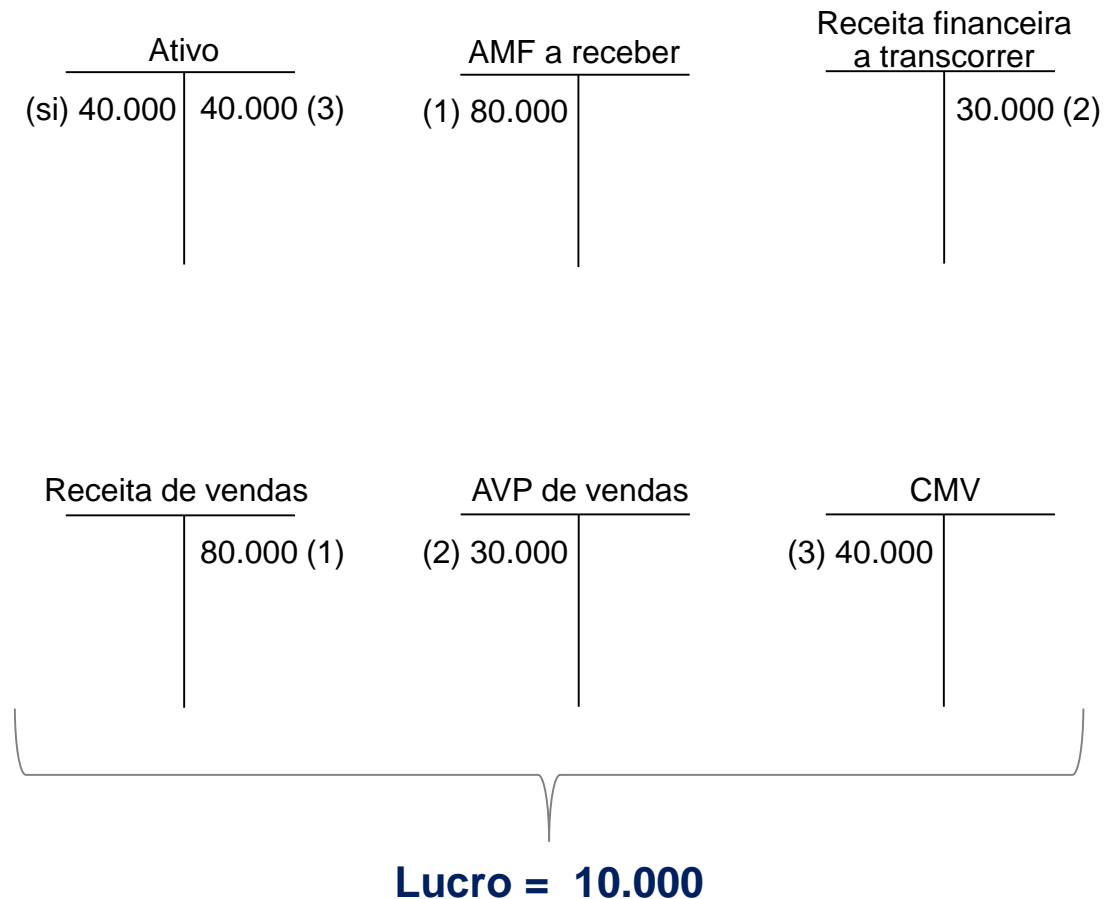 Ativo
(si) 40.000 40.000 (3)
AMF a receber
(1) 80.000
Receita financeira
a transcorrer
30.000 (2)
Receita de vendas
80.000 (1)
AVP de vendas
(2) 30.000
CMV
(3) 40.000
Lucro = 10.000